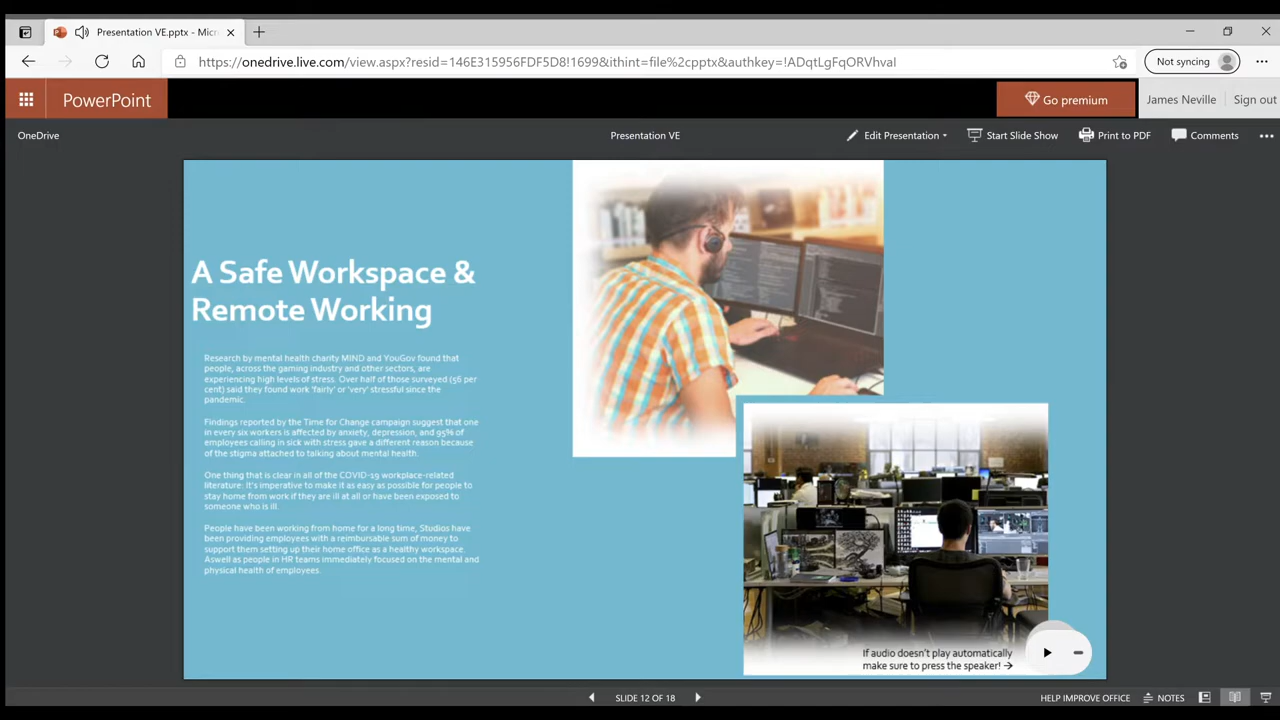 Presentation VE.pptx - Micr
https://onedrive.live.com/view.aspx?resid=146E315956FDF5D8!1699&ithint=file%2cpptx&authkey=!ADqtLgFqORVhvaI
Not syncing
PowerPoint
Go premium
James Neville
Sign out
OneDrive
Presentation VE
Edit Presentation
Start Slide Show
Print to PDF
Comments
A Safe Workspace &
Remote Working
Research by mental health charity MIND and YouGov found that
people, across the gaming industry and other sectors, are
experiencing high levels of stress. Over half of those surveyed (56 per
cent) said they found work 'fairly' or 'very' stressful since the
pandemic.
Findings reported by the Time for Change campaign suggest that one
in every six workers is affected by anxiety, depression, and 95% of
employees calling in sick with stress gave a different reason because
of the stigma attached to talking about mental health.
One thing that is clear in all of the COVID-19 workplace-related
literature: It's imperative to make it as easy as possible for people to
stay home from work if they are ill at all or have been exposed to
someone who is ill.
People have been working from home for a long time, Studios have
been providing employees with a reimbursable sum of money to
support them setting up their home office as a healthy workspace.
Aswell as people in HR teams immediately focused on the mental and
physical health of employees.
If audio doesn't play automatically
make sure to press the speaker! →
SLIDE 12 OF 18
HELP IMPROVE OFFICE
NOTES